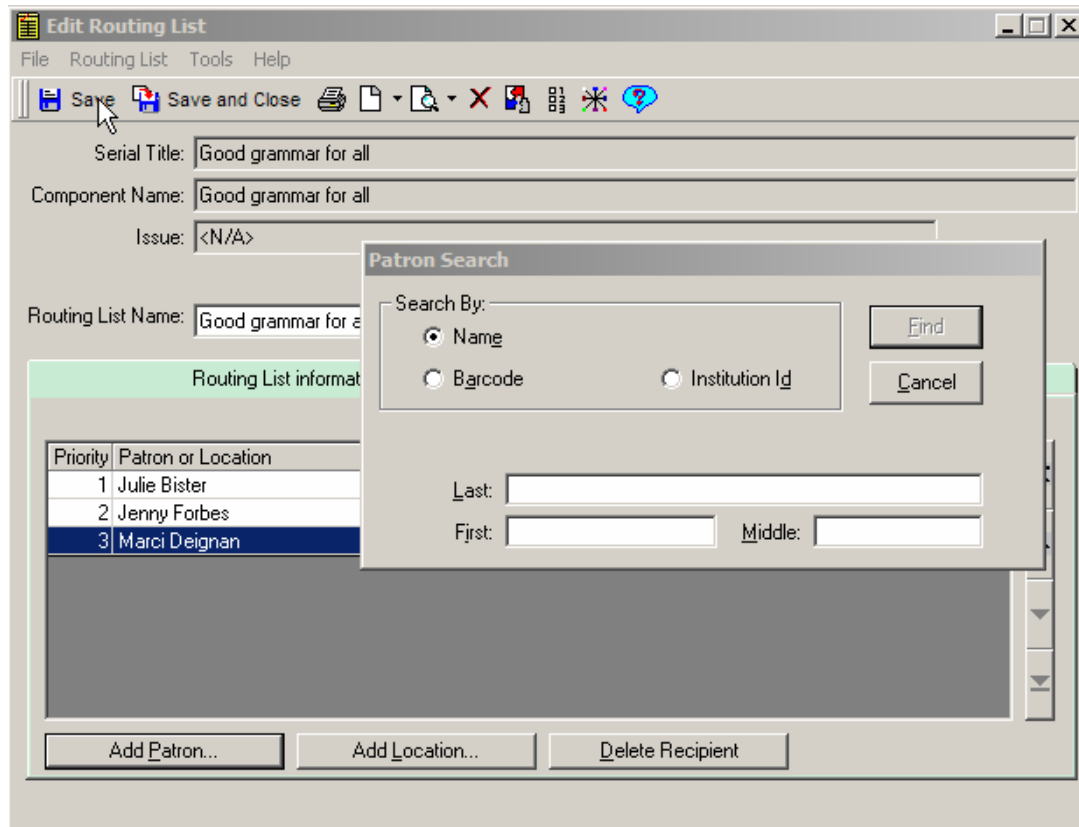 Edit Routing List
File Routing List Tools Help
Save Save and Close
Serial Title: Good grammar for all
Component Name: Good grammar for all
Issue: <N/A>
Patron Search
Search By:
Name
Barcode Institution Id
Find
Cancel
Last:
First: Middle:
Routing List Name: Good grammar for a
Routing List informat
Priority Patron or Location
1 Julie Bister
2 Jenny Forbes
3 Marci Deignan
Add Patron... Add Location... Delete Recipient